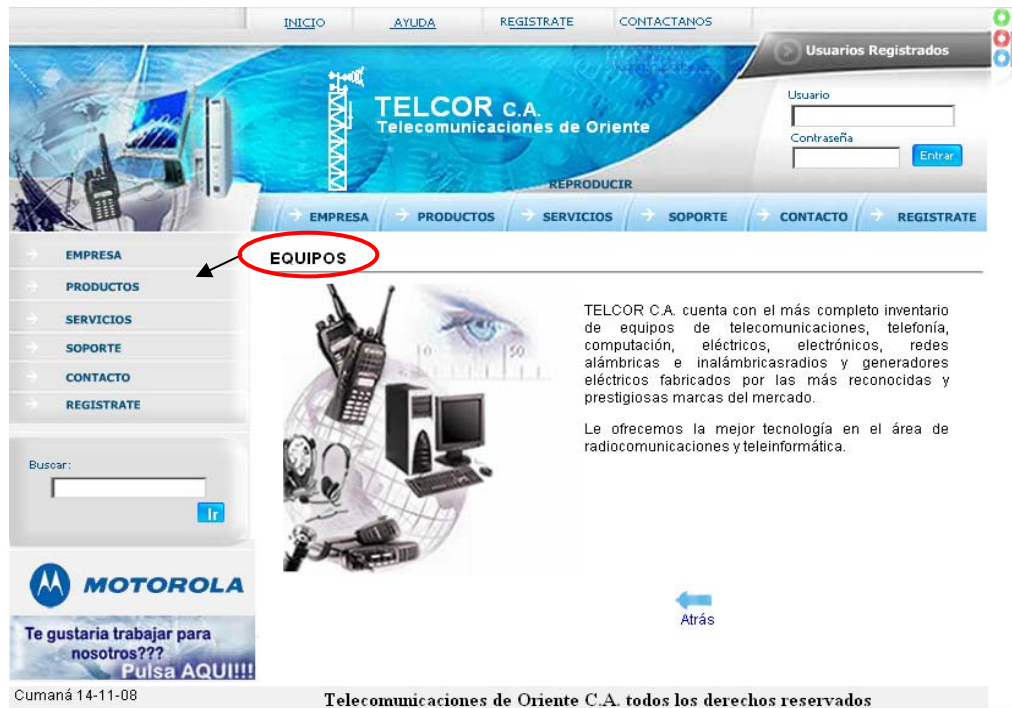 INICIO AYUDA REGISTRATE CONTACTANOS
Usuarios Registrados
TELCOR C.A.
Telecomunicaciones de Oriente
Usuario
Contraseña
Entrar
REPRODUCIR
EMPRESA PRODUCTOS SERVICIOS SOPORTE CONTACTO REGISTRATE
EMPRESA
PRODUCTOS
SERVICIOS
SOPORTE
CONTACTO
REGISTRATE
Buscar:
Ir
MOTOROLA
Te gustaria trabajar para
nosotros???
Pulsa AQUI!!!
EQUIPOS
10 50
TELCOR C.A. cuenta con el más completo inventario
de equipos de telecomunicaciones, telefonía,
computación, eléctricos, electrónicos, redes
alámbricas e inalámbricasradios y generadores
eléctricos fabricados por las más reconocidas y
prestigiosas marcas del mercado.
Le ofrecemos la mejor tecnología en el área de
radiocomunicaciones y teleinformática.
Atrás
Cumaná 14-11-08
Telecomunicaciones de Oriente C.A. todos los derechos reservados